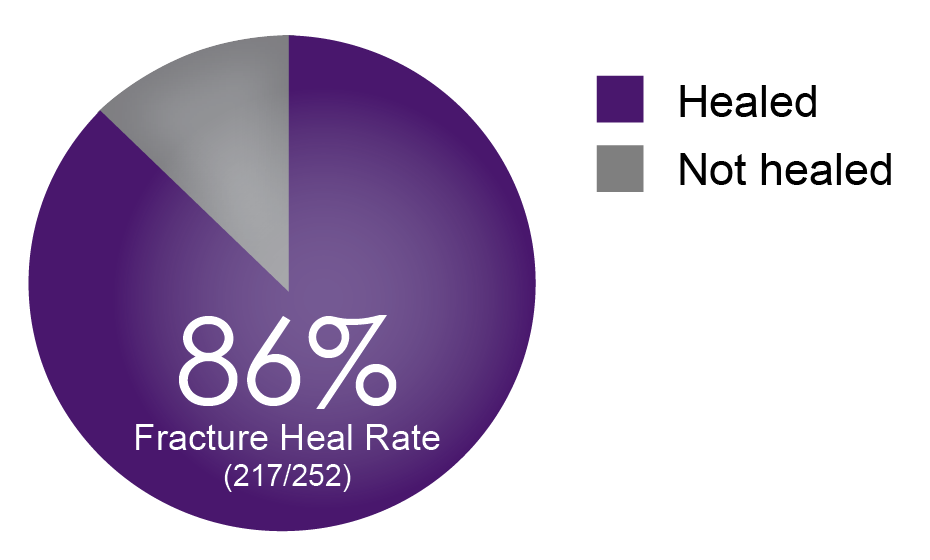 Healed
Not healed
86%
Fracture Heal Rate
(217/252)